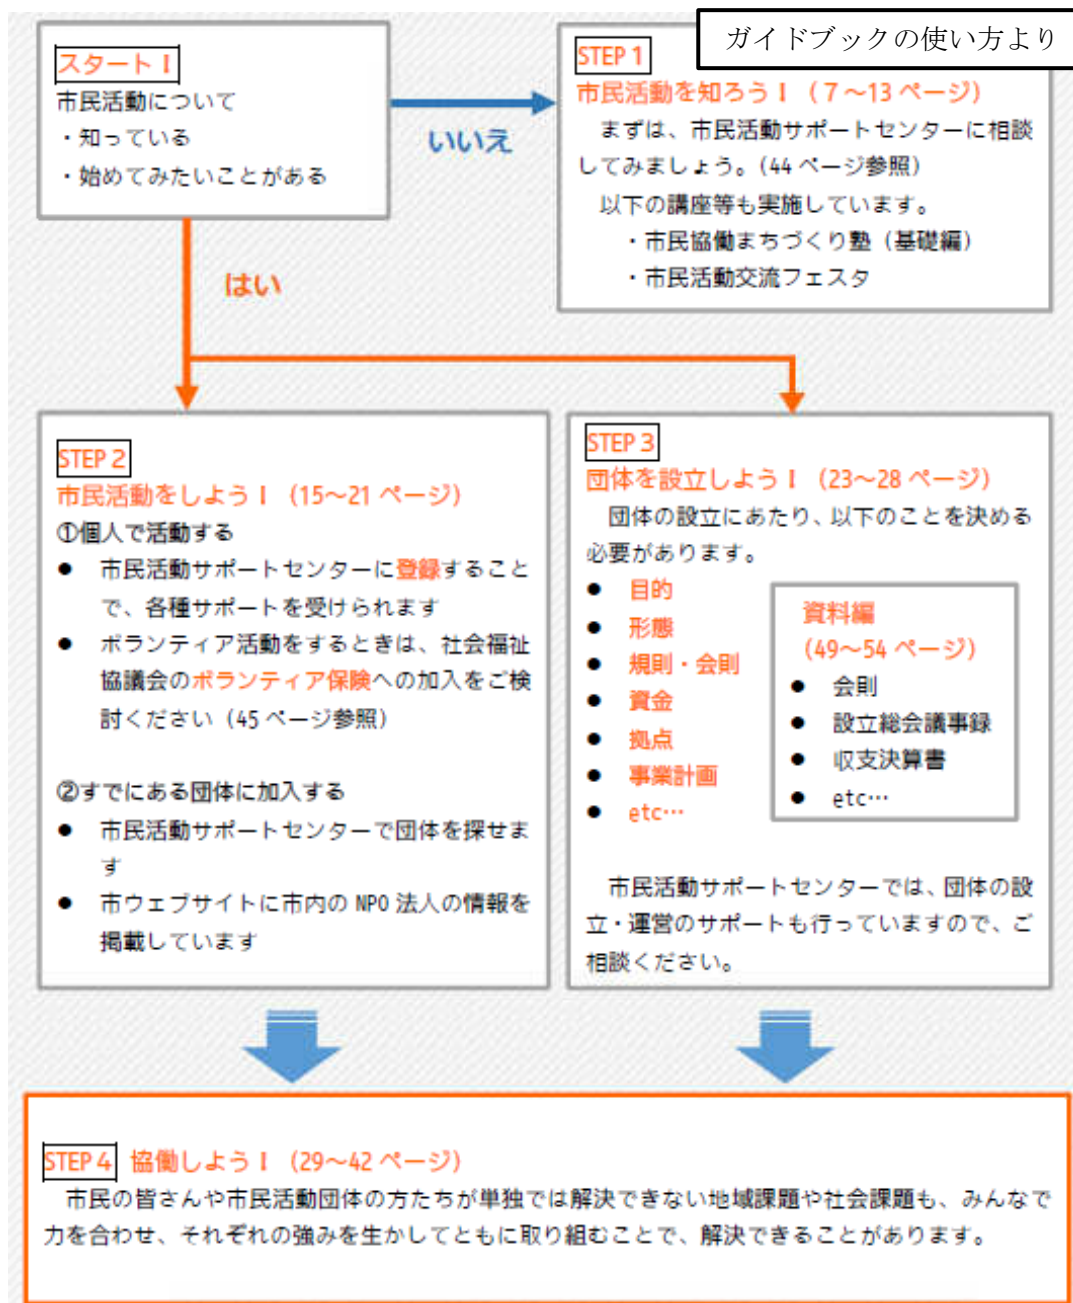 ガイドブックの使い方より
スタート！
市民活動について
・知っている
・始めてみたいことがある
いいえ
はい
STEP 1
市民活動を知ろう！（７～13 ページ）
まずは、市民活動サポートセンターに相談
してみましょう。（44 ページ参照）
以下の講座等も実施しています。
・市民協働まちづくり塾（基礎編）
・市民活動交流フェスタ
STEP 2
市民活動をしよう！（15～21 ページ）
①個人で活動する
● 市民活動サポートセンターに登録すること
で、各種サポートを受けられます
● ボランティア活動をするときは、社会福祉
協議会のボランティア保険への加入をご検
討ください（45 ページ参照）
②すでにある団体に加入する
● 市民活動サポートセンターで団体を探せま
す
● 市ウェブサイトに市内の NPO 法人の情報を
掲載しています
STEP 3
団体を設立しよう！（23～28 ページ）
団体の設立にあたり、以下のことを決める
必要があります。
● 目的
● 形態
● 規則・会則
● 資金
● 拠点
● 事業計画
● etc…
資料編
（49～54 ページ）
● 会則
● 設立総会議事録
● 収支決算書
● etc…
市民活動サポートセンターでは、団体の設
立・運営のサポートも行っていますので、ご
相談ください。
STEP 4 協働しよう！（29～42 ページ）
市民の皆さんや市民活動団体の方たちが単独では解決できない地域課題や社会課題も、みんなで
力を合わせ、それぞれの強みを生かしてともに取り組むことで、解決できることがあります。